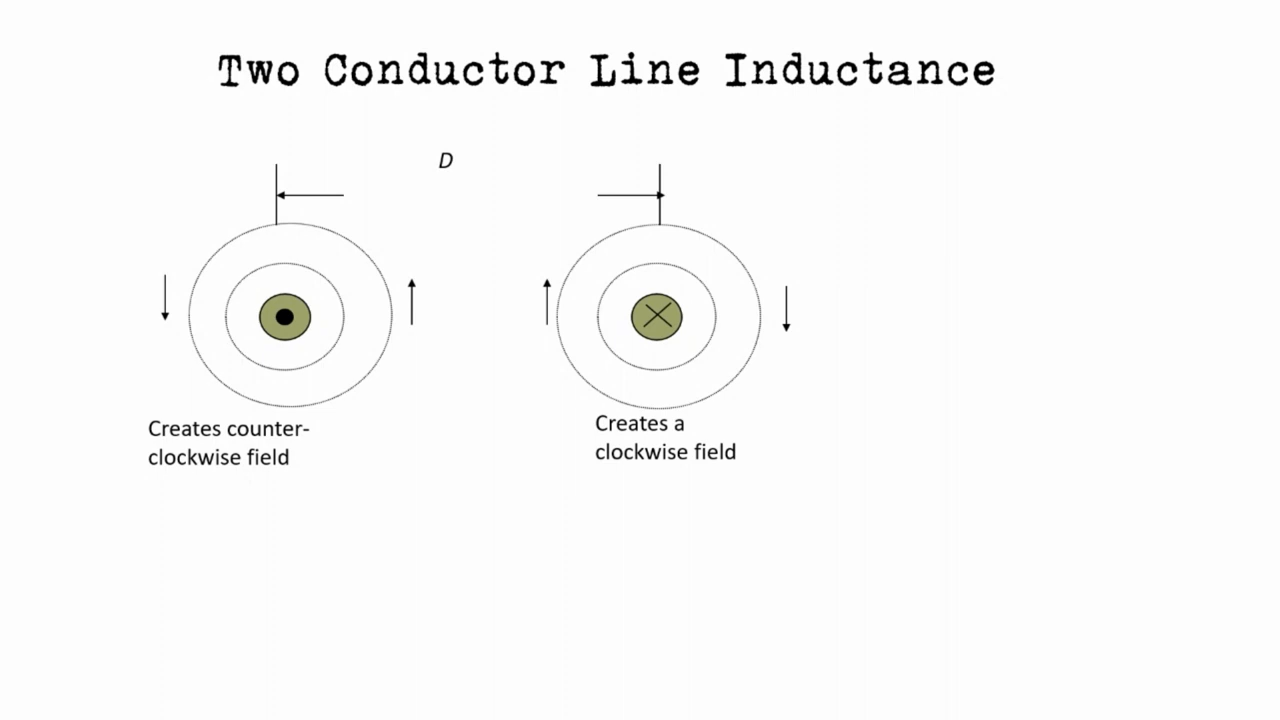 Two Conductor Line Inductance
D
Creates counter-
clockwise field
Creates a
clockwise field